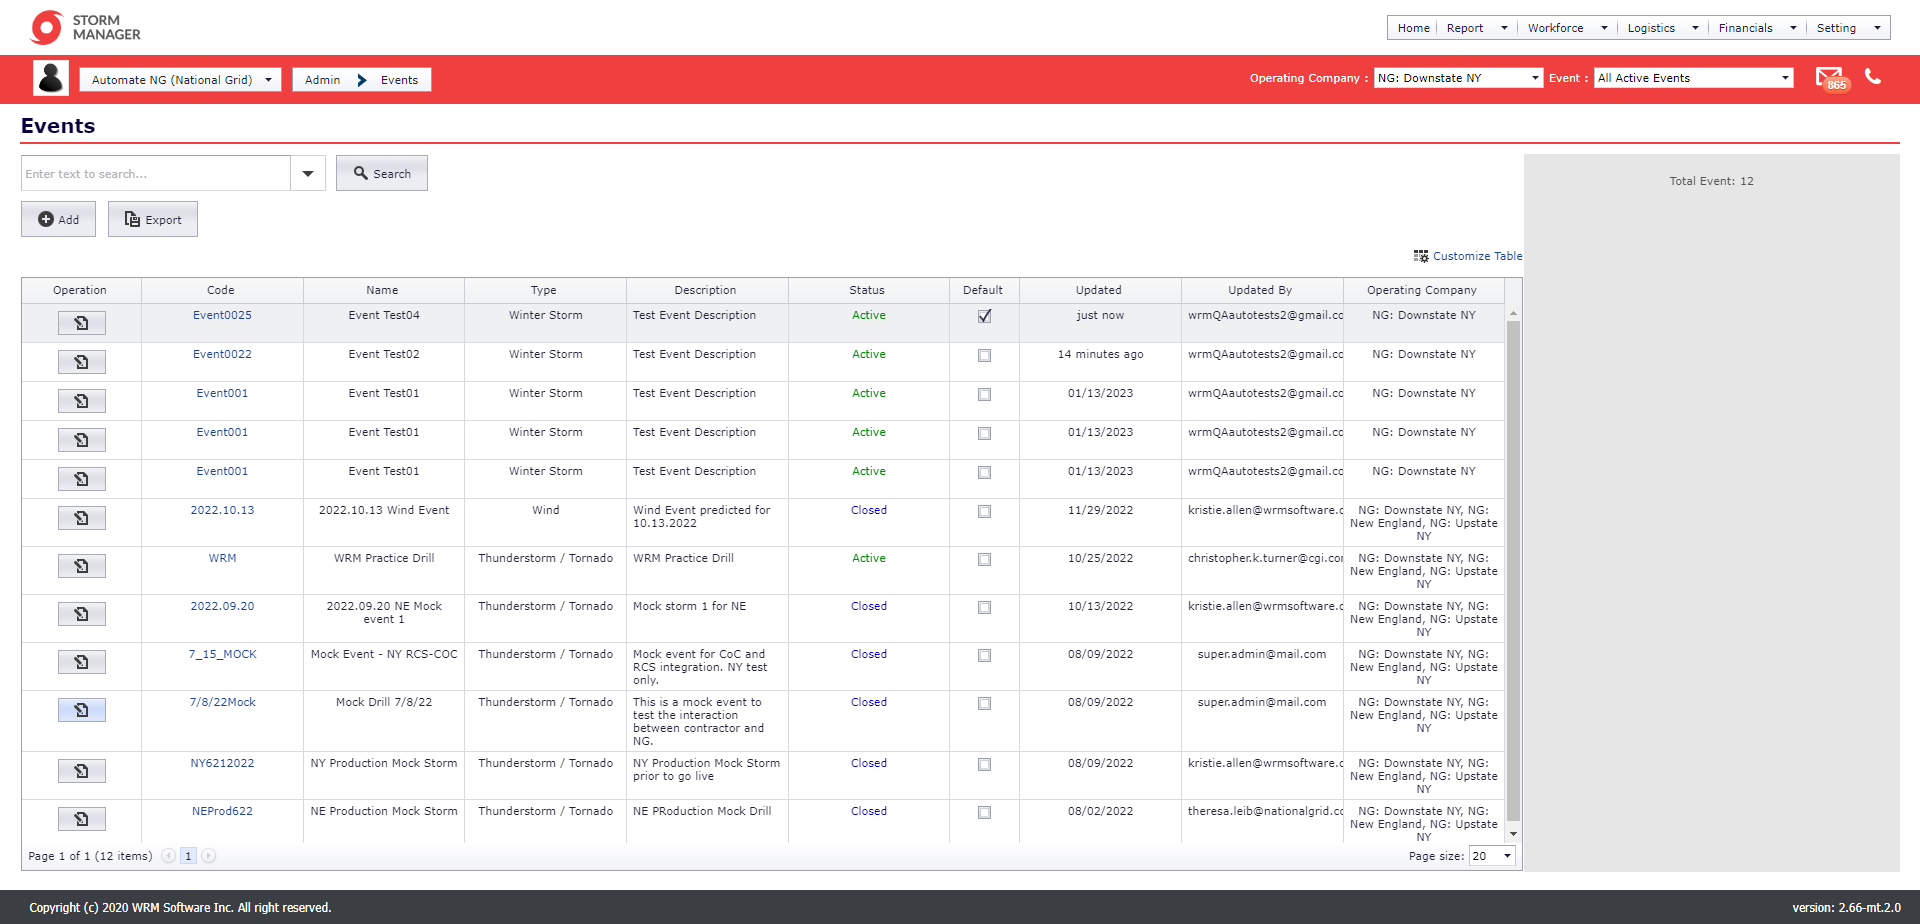 STORM
MANAGER
Home Report Workforce Logistics Financials Setting
Automate NG (National Grid) Admin Events Operating Company : NG: Downstate NY Event : All Active Events 865
Events
Enter text to search... Search Total Event: 12
Add Export
Customize Table
Operation Code Name Type Description Status Default Updated Updated By Operating Company
Event0025 Event Test04 Winter Storm Test Event Description Active just now wrmQAautotests2@gmail.co NG: Downstate NY
Event0022 Event Test02 Winter Storm Test Event Description Active 14 minutes ago wrmQAautotests2@gmail.co NG: Downstate NY
Event001 Event Test01 Winter Storm Test Event Description Active 01/13/2023 wrmQAautotests2@gmail.co NG: Downstate NY
Event001 Event Test01 Winter Storm Test Event Description Active 01/13/2023 wrmQAautotests2@gmail.co NG: Downstate NY
Event001 Event Test01 Winter Storm Test Event Description Active 01/13/2023 wrmQAautotests2@gmail.co NG: Downstate NY
2022.10.13 2022.10.13 Wind Event Wind Wind Event predicted for Closed 11/29/2022 kristie.allen@wrmsoftware.c NG: Downstate NY, NG:
10.13.2022 New England, NG: Upstate
NY
WRM WRM Practice Drill Thunderstorm / Tornado WRM Practice Drill Active 10/25/2022 christopher.k.turner@cgi.com NG: Downstate NY, NG:
New England, NG: Upstate
NY
2022.09.20 2022.09.20 NE Mock Thunderstorm / Tornado Mock storm 1 for NE Closed 10/13/2022 kristie.allen@wrmsoftware.c NG: Downstate NY, NG:
event 1 New England, NG: Upstate
NY
7_15_MOCK Mock Event - NY RCS-COC Thunderstorm / Tornado Mock event for CoC and Closed 08/09/2022 super.admin@mail.com NG: Downstate NY, NG:
RCS integration. NY test New England, NG: Upstate
only. NY
7/8/22Mock Mock Drill 7/8/22 Thunderstorm / Tornado This is a mock event to Closed 08/09/2022 super.admin@mail.com NG: Downstate NY, NG:
test the interaction New England, NG: Upstate
between contractor and NY
NG.
NY6212022 NY Production Mock Storm Thunderstorm / Tornado NY Production Mock Storm Closed 08/09/2022 kristie.allen@wrmsoftware.c NG: Downstate NY, NG:
prior to go live New England, NG: Upstate
NY
NEProd622 NE Production Mock Storm Thunderstorm / Tornado NE PRoduction Mock Drill Closed 08/02/2022 theresa.leib@nationalgrid.co NG: Downstate NY, NG:
New England, NG: Upstate
NY
Page 1 of 1 (12 items) 1 Page size: 20
Copyright (c) 2020 WRM Software Inc. All right reserved. version: 2.66-mt.2.0